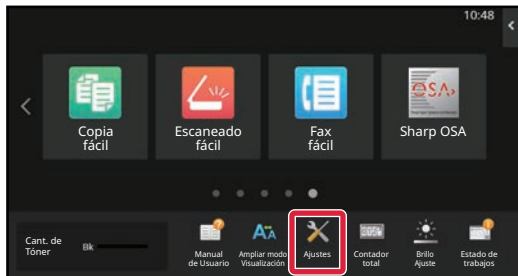 10:48
Copia
fácil
Escaneado
fácil
Fax
fácil
OSA
Sharp OSA
Cant. de
Tóner
Bk
Manual
de Usuario
Ampliar modo
Visualización
Ajustes
Contador
total
Brillo
Ajuste
Estado de
trabajos